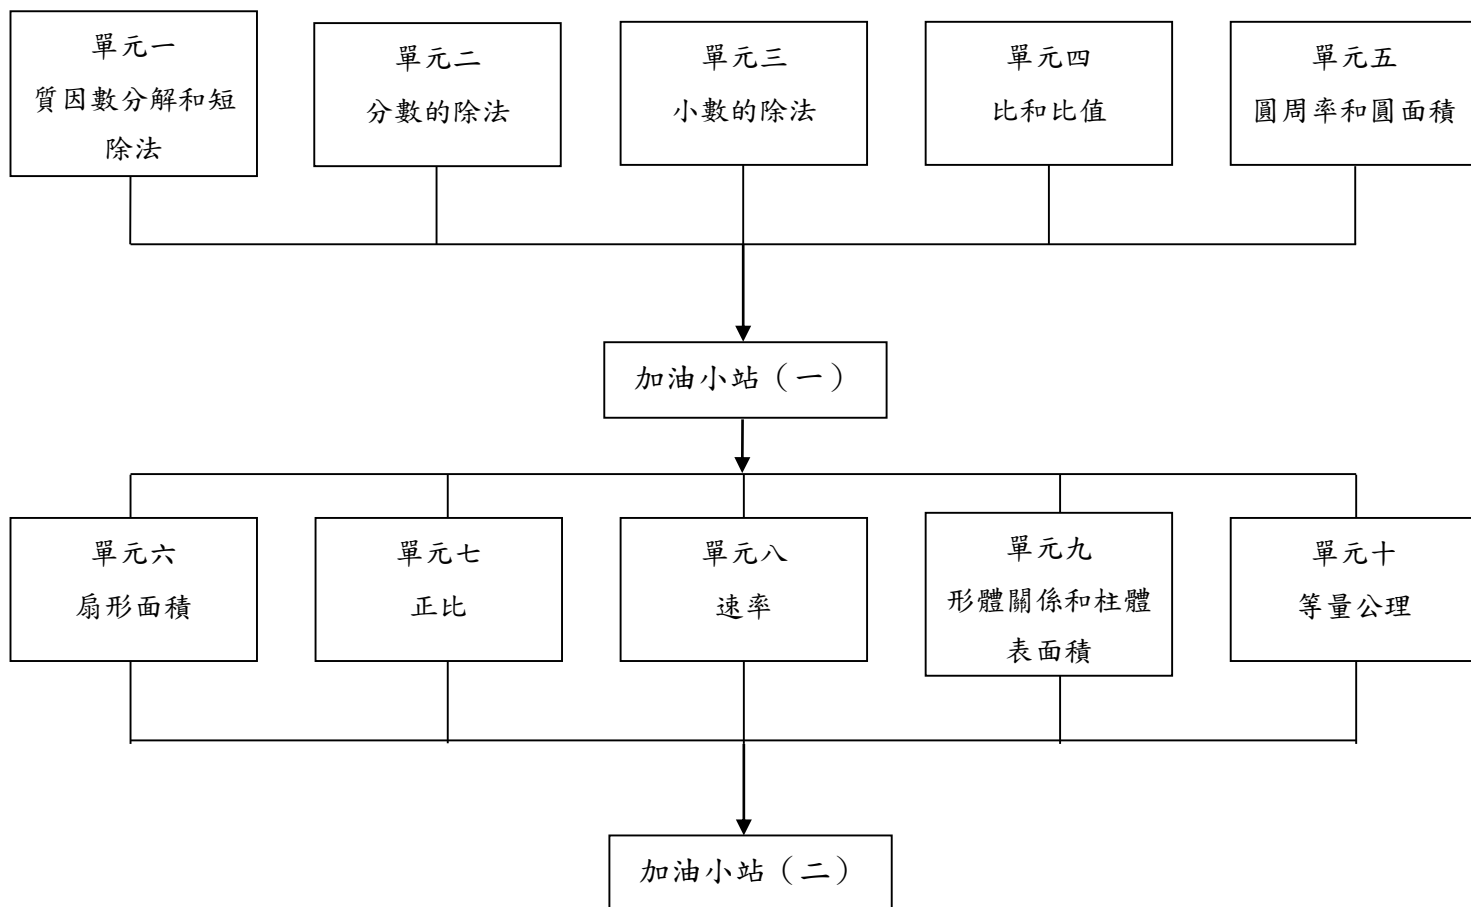 單元一
質因數分解和短
除法
單元二
分數的除法
單元三
小數的除法
單元四
比和比值
單元五
圓周率和圓面積
加油小站（一）
單元六
扇形面積
單元七
正比
單元八
速率
單元九
形體關係和柱體
表面積
單元十
等量公理
加油小站（二）